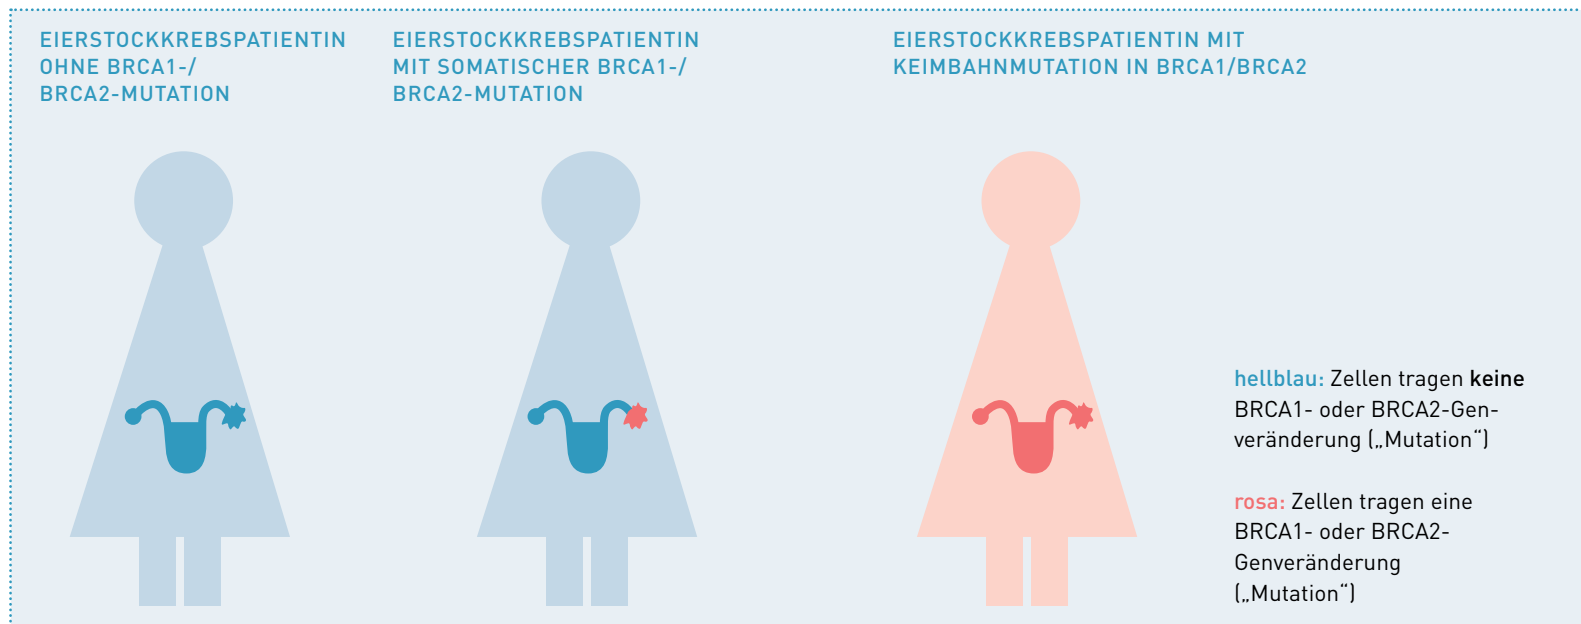 EIERSTOCKKREBSPATIENTIN
OHNE BRCA1-/
BRCA2-MUTATION
EIERSTOCKKREBSPATIENTIN
MIT SOMATISCHER BRCA1-/
BRCA2-MUTATION
EIERSTOCKKREBSPATIENTIN MIT
KEIMBAHNMUTATION IN BRCA1/BRCA2
hellblau: Zellen tragen keine
BRCA1- oder BRCA2-Gen-
veränderung („Mutation“)
rosa: Zellen tragen eine
BRCA1- oder BRCA2-
Genveränderung
(„Mutation“)